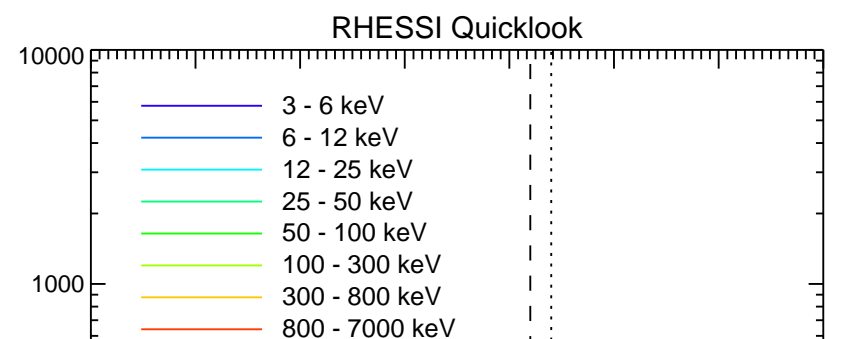 RHESSI Quicklook
10000
3 - 6 keV
6 - 12 keV
12 - 25 keV
25 - 50 keV
50 - 100 keV
100 - 300 keV
1000
300 - 800 keV
800 - 7000 keV